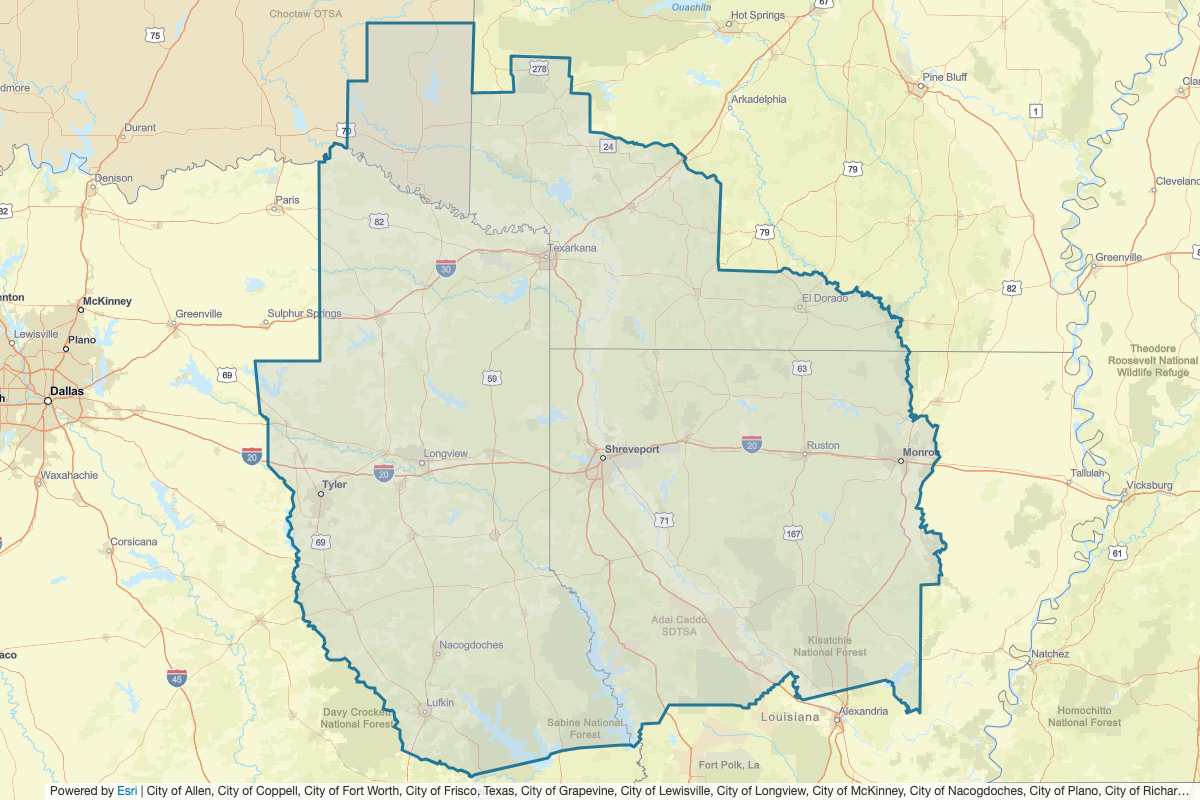 Choctaw OTSA
Ouachita
67
Hot Springs
75
278
Pine Bluff
dmore
Arkadelphia
1
Durant
70
24
79
Denison
Cleveland
Paris
82
82
79
Texarkana
Greenville
30
82
enton
McKinney
El Dorado
Greenville
Sulphur Springs
Lewisville
Plano
Theodore
Roosevelt National
Wildlife Refuge
69
59
63
Dallas
h
20
20
20
Longview
Shreveport
Ruston
Monroe
Waxahachie
Tyler
Tallulah
Vicksburg
71
167
69
Corsicana
61
Adai Caddo
SDTSA
Kisatchie
National Forest
Nacogdoches
Natchez
aco
45
Lufkin
Davy Crockett
National Forest
Sabine National
Forest
Louisiana
Alexandria
Homochitto
National Forest
Fort Polk, La
Powered by Esri | City of Allen, City of Coppell, City of Fort Worth, City of Frisco, Texas, City of Grapevine, City of Lewisville, City of Longview, City of McKinney, City of Nacogdoches, City of Plano, City of Richar…